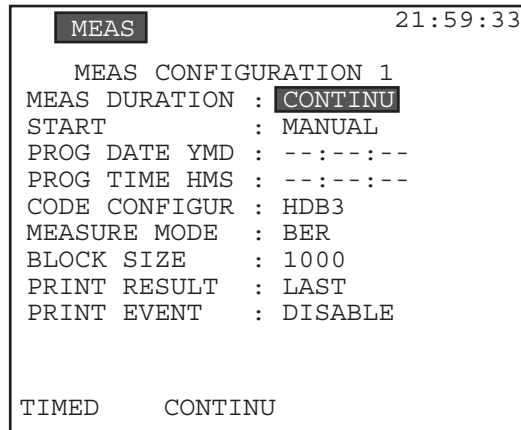 MEAS 21:59:33
MEAS CONFIGURATION 1
MEAS DURATION : CONTINU
START : MANUAL
PROG DATE YMD : --:--:--
PROG TIME HMS : --:--:--
CODE CONFIGUR : HDB3
MEASURE MODE : BER
BLOCK SIZE : 1000
PRINT RESULT : LAST
PRINT EVENT : DISABLE
TIMED CONTINU